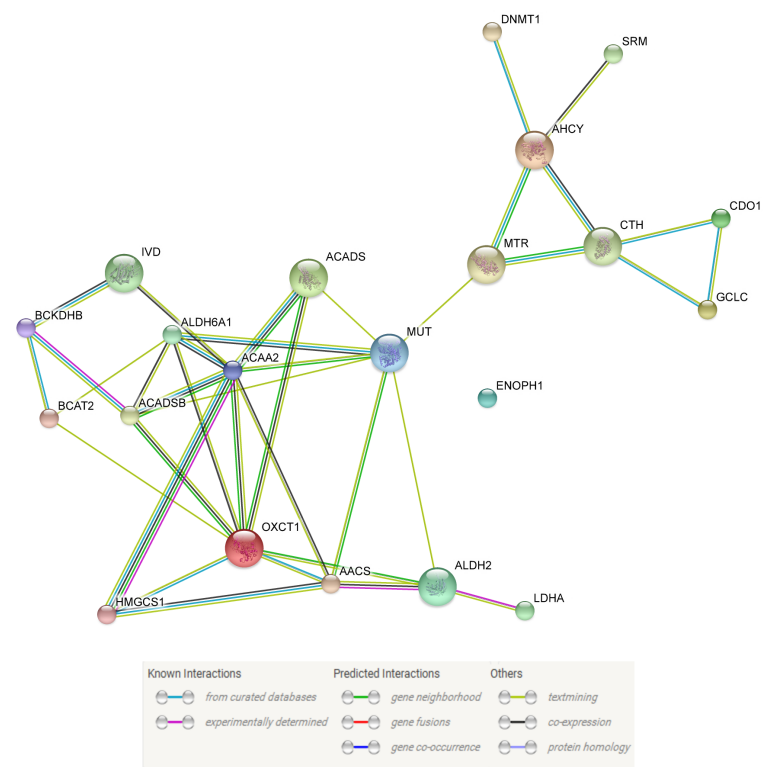 DNMT1
SRM
AHCY
CDO1
CTH
MTR
IVD
ACADS
GCLC
BCKDHB
ALDH6A1
MUT
ACAA2
ENOPH1
BCAT2
ACADSB
OXCT1
AACS
ALDH2
HMGCS1
LDHA
Known Interactions
from curated databases
experimentally determined
Predicted Interactions
gene neighborhood
gene fusions
gene co-occurrence
Others
textmining
co-expression
protein homology